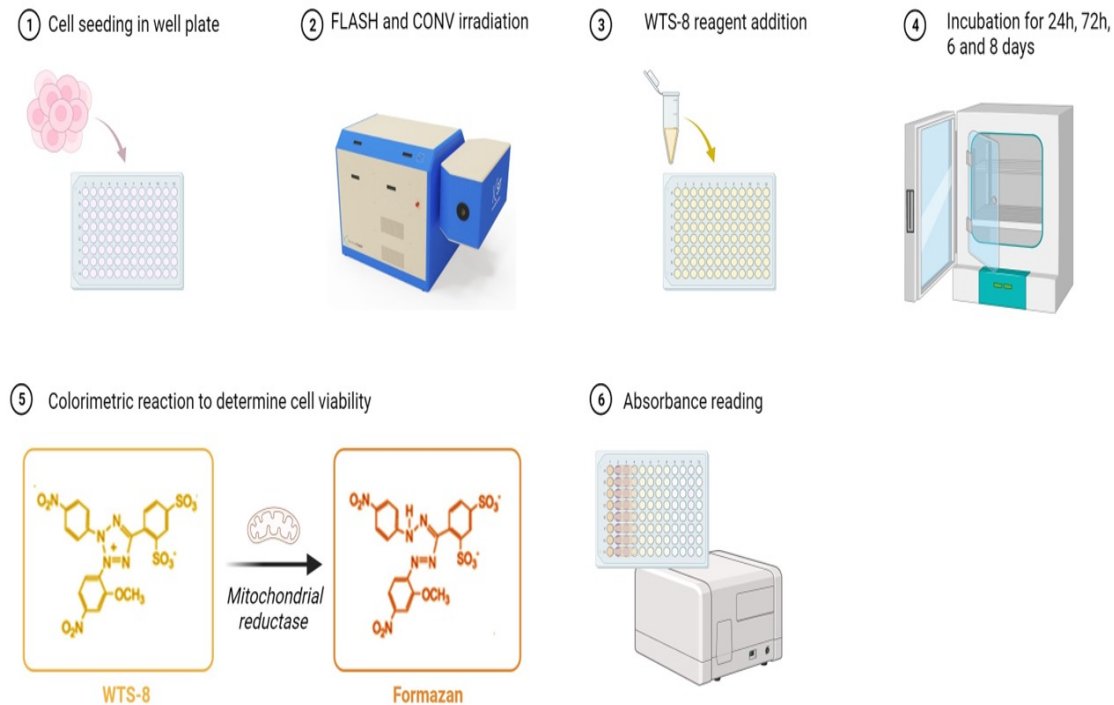 1 Cell seeding in well plate
2 FLASH and CONV irradiation
3 WTS-8 reagent addition
4 Incubation for 24h, 72h,
6 and 8 days
5 Colorimetric reaction to determine cell viability
O₂N
N
N
+
N=N
SO₃⁻
SO₃⁻
OCH₃
O₂N
WTS-8
Mitochondrial
reductase
O₂N
H
N
N
N=N
SO₃⁻
SO₃⁻
OCH₃
O₂N
Formazan
6 Absorbance reading